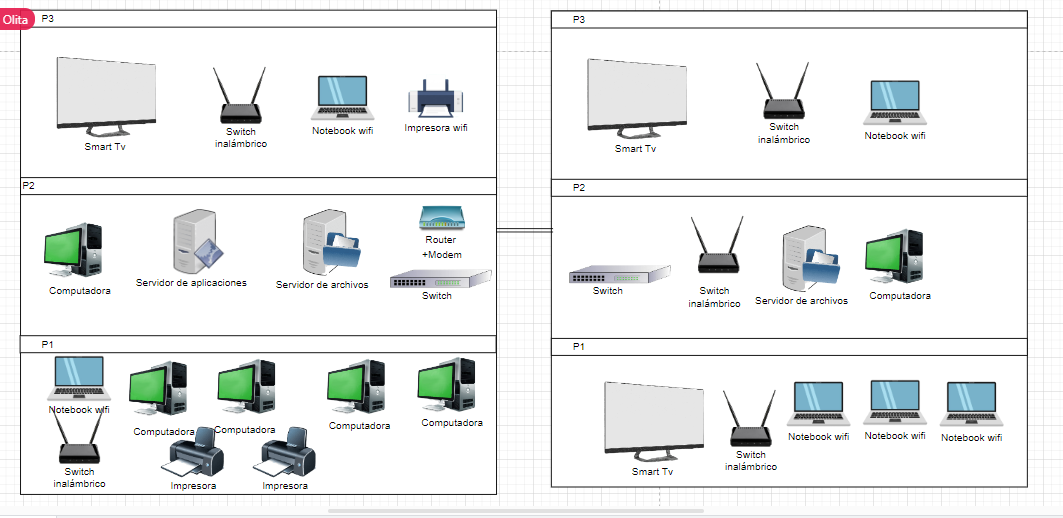 Olita
P3
Smart Tv
Switch
inalámbrico
Notebook wifi
Impresora wifi
P2
Computadora
Servidor de aplicaciones
Servidor de archivos
Router
+Modem
Switch
P1
Notebook wifi
Computadora
Computadora
Computadora
Computadora
Switch
inalámbrico
Impresora
Impresora
P3
Smart Tv
Switch
inalámbrico
Notebook wifi
P2
Switch
Switch
inalámbrico
Servidor de archivos
Computadora
P1
Smart Tv
Switch
inalámbrico
Notebook wifi
Notebook wifi
Notebook wifi